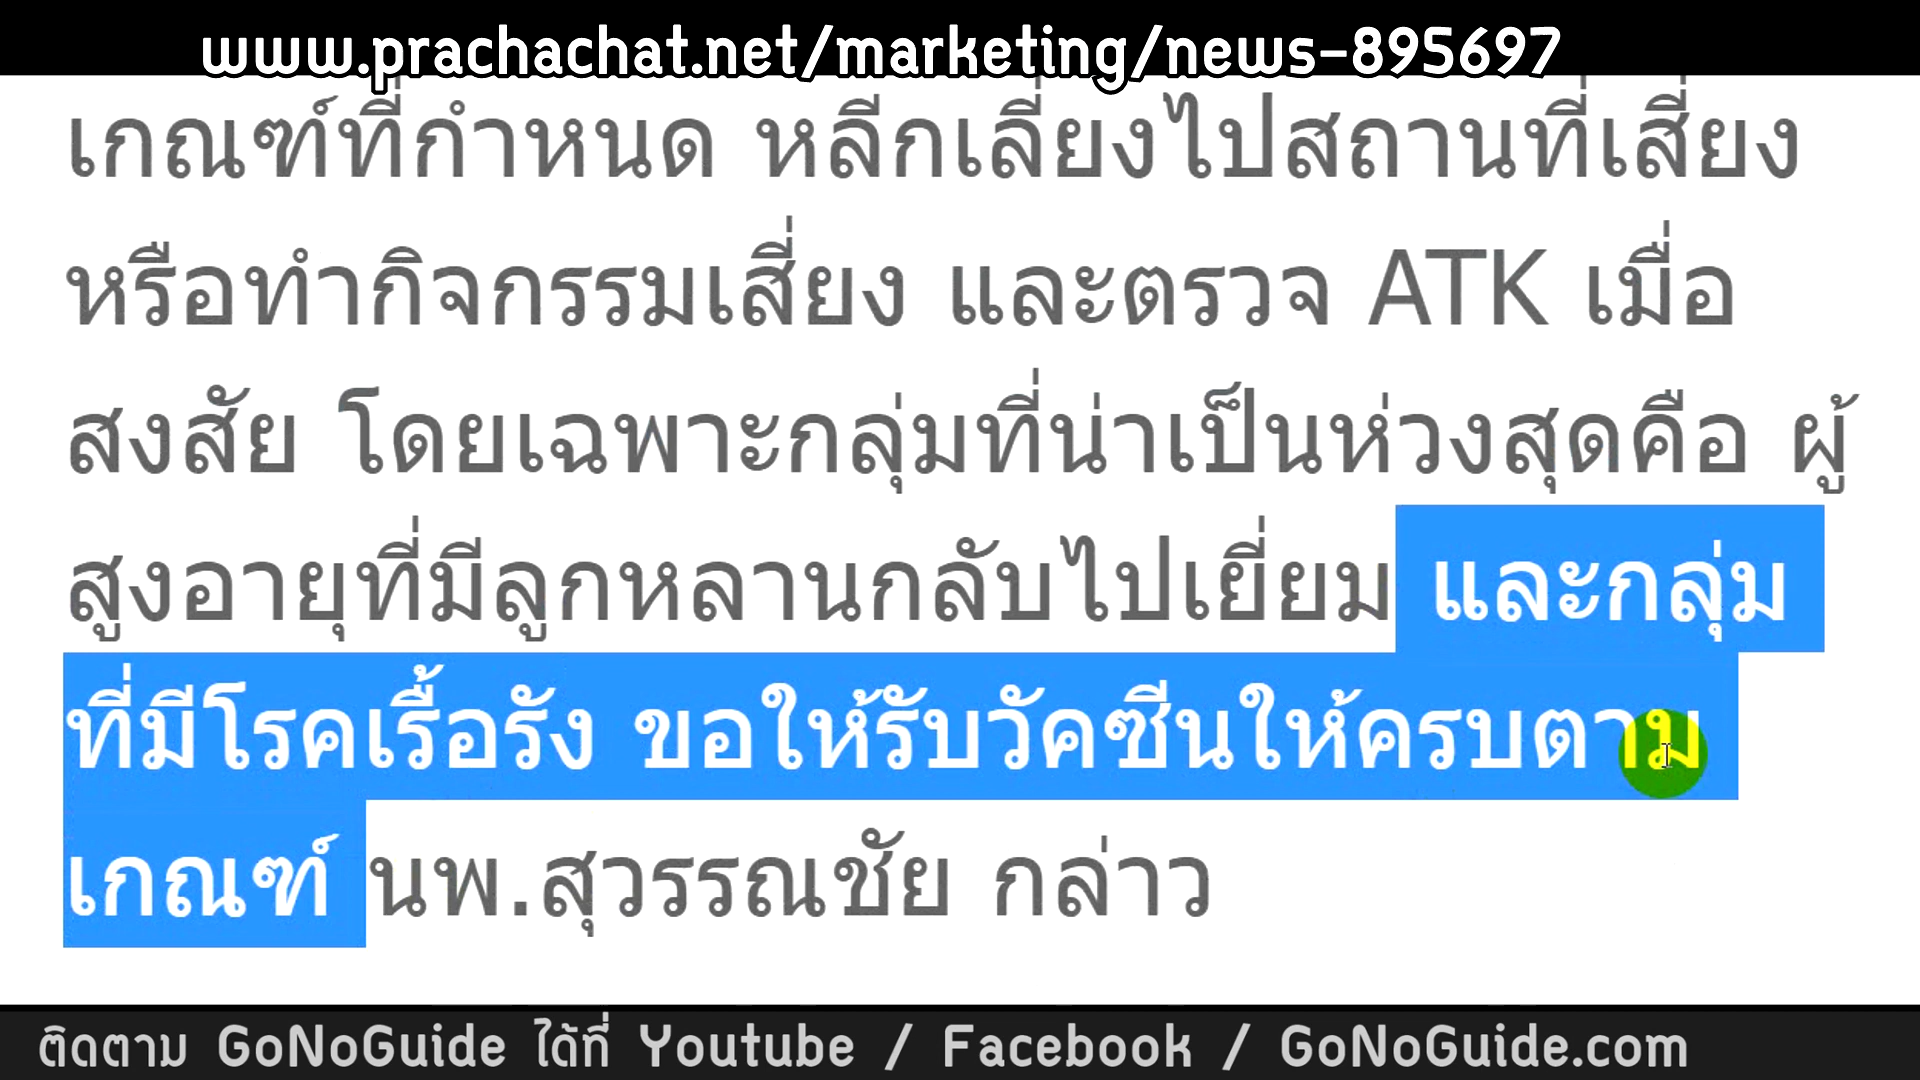 www.prachachat.net/marketing/news-895697
เกณฑ์ที่กำหนด หลีกเลี่ยงไปสถานที่เสี่ยง
หรือทำกิจกรรมเสี่ยง และตรวจ ATK เมื่อ
สงสัย โดยเฉพาะกลุ่มที่น่าเป็นห่วงสุดคือ ผู้
สูงอายุที่มีลูกหลานกลับไปเยี่ยม และกลุ่ม
ที่มีโรคเรื้อรัง ขอให้รับวัคซีนให้ครบตาม
เกณฑ์ นพ.สุวรรณชัย กล่าว
ติดตาม GoNoGuide ได้ที่ Youtube / Facebook / GoNoGuide.com